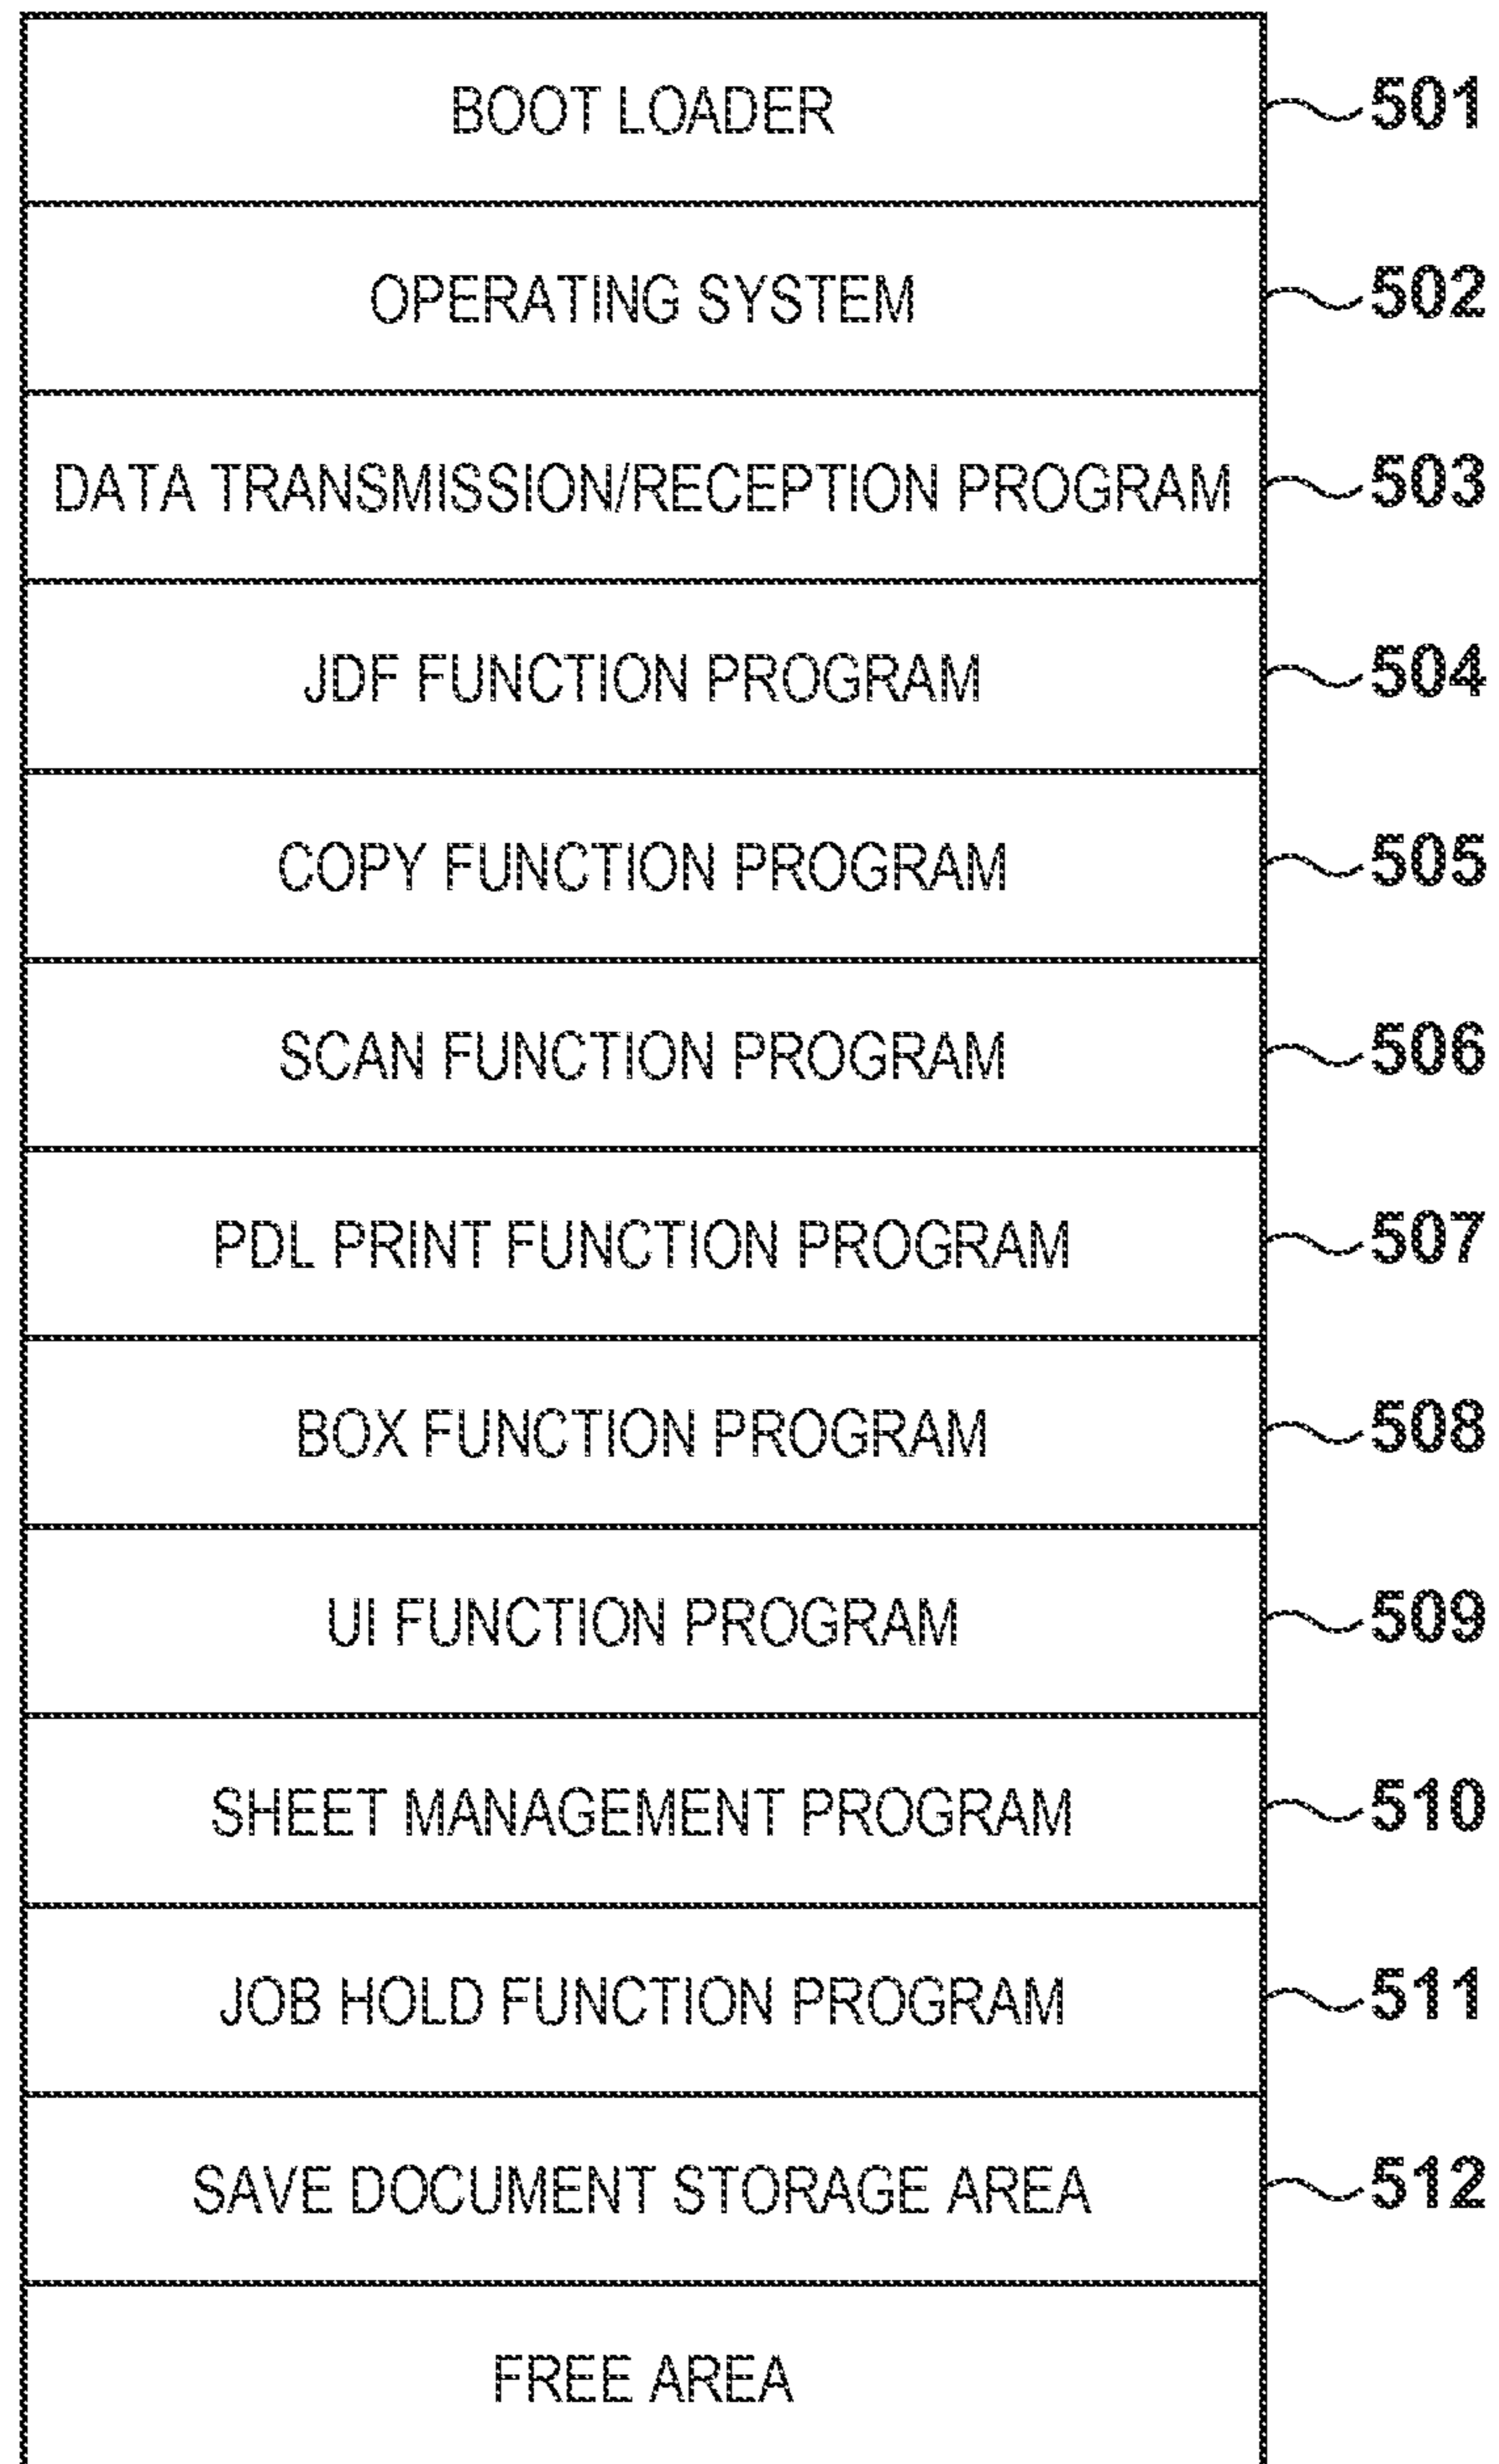 BOOT LOADER 501
OPERATING SYSTEM 502
DATA TRANSMISSION/RECEPTION PROGRAM 503
JDF FUNCTION PROGRAM 504
COPY FUNCTION PROGRAM 505
SCAN FUNCTION PROGRAM 506
PDL PRINT FUNCTION PROGRAM 507
BOX FUNCTION PROGRAM 508
UI FUNCTION PROGRAM 509
SHEET MANAGEMENT PROGRAM 510
JOB HOLD FUNCTION PROGRAM 511
SAVE DOCUMENT STORAGE AREA 512
FREE AREA